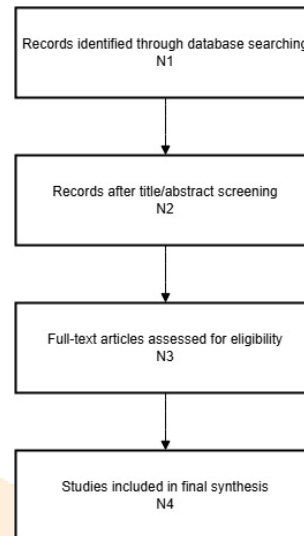 Records identified through database searching
N1
Records after title/abstract screening
N2
Full-text articles assessed for eligibility
N3
Studies included in final synthesis
N4